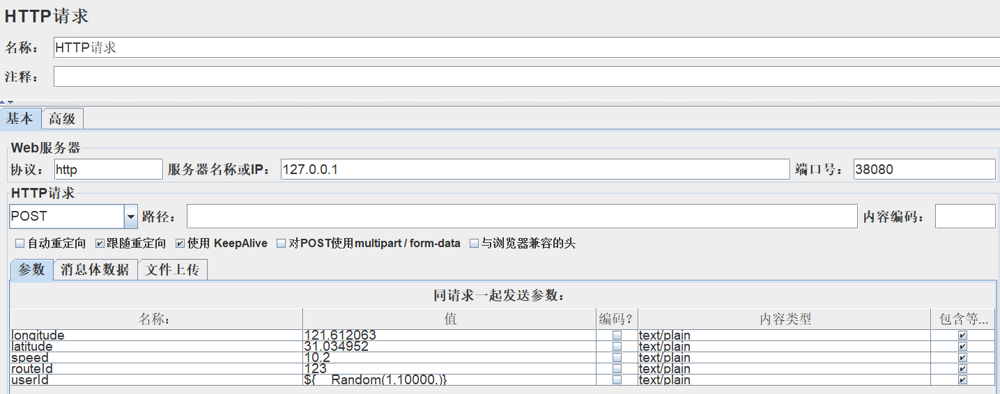 HTTP请求
名称： HTTP请求
注释：
基本 高级
Web服务器
协议： http 服务器名称或IP： 127.0.0.1 端口号： 38080
HTTP请求
POST 路径： 内容编码：
自动重定向 跟随重定向 使用 KeepAlive 对POST使用multipart / form-data 与浏览器兼容的头
参数 消息体数据 文件上传
同请求一起发送参数：
名称： 值 编码？ 内容类型 包含等...
longitude 121.612063 text/plain
latitude 31.034952 text/plain
speed 10.2 text/plain
routeId 123 text/plain
userId ${__Random(1,10000,)} text/plain